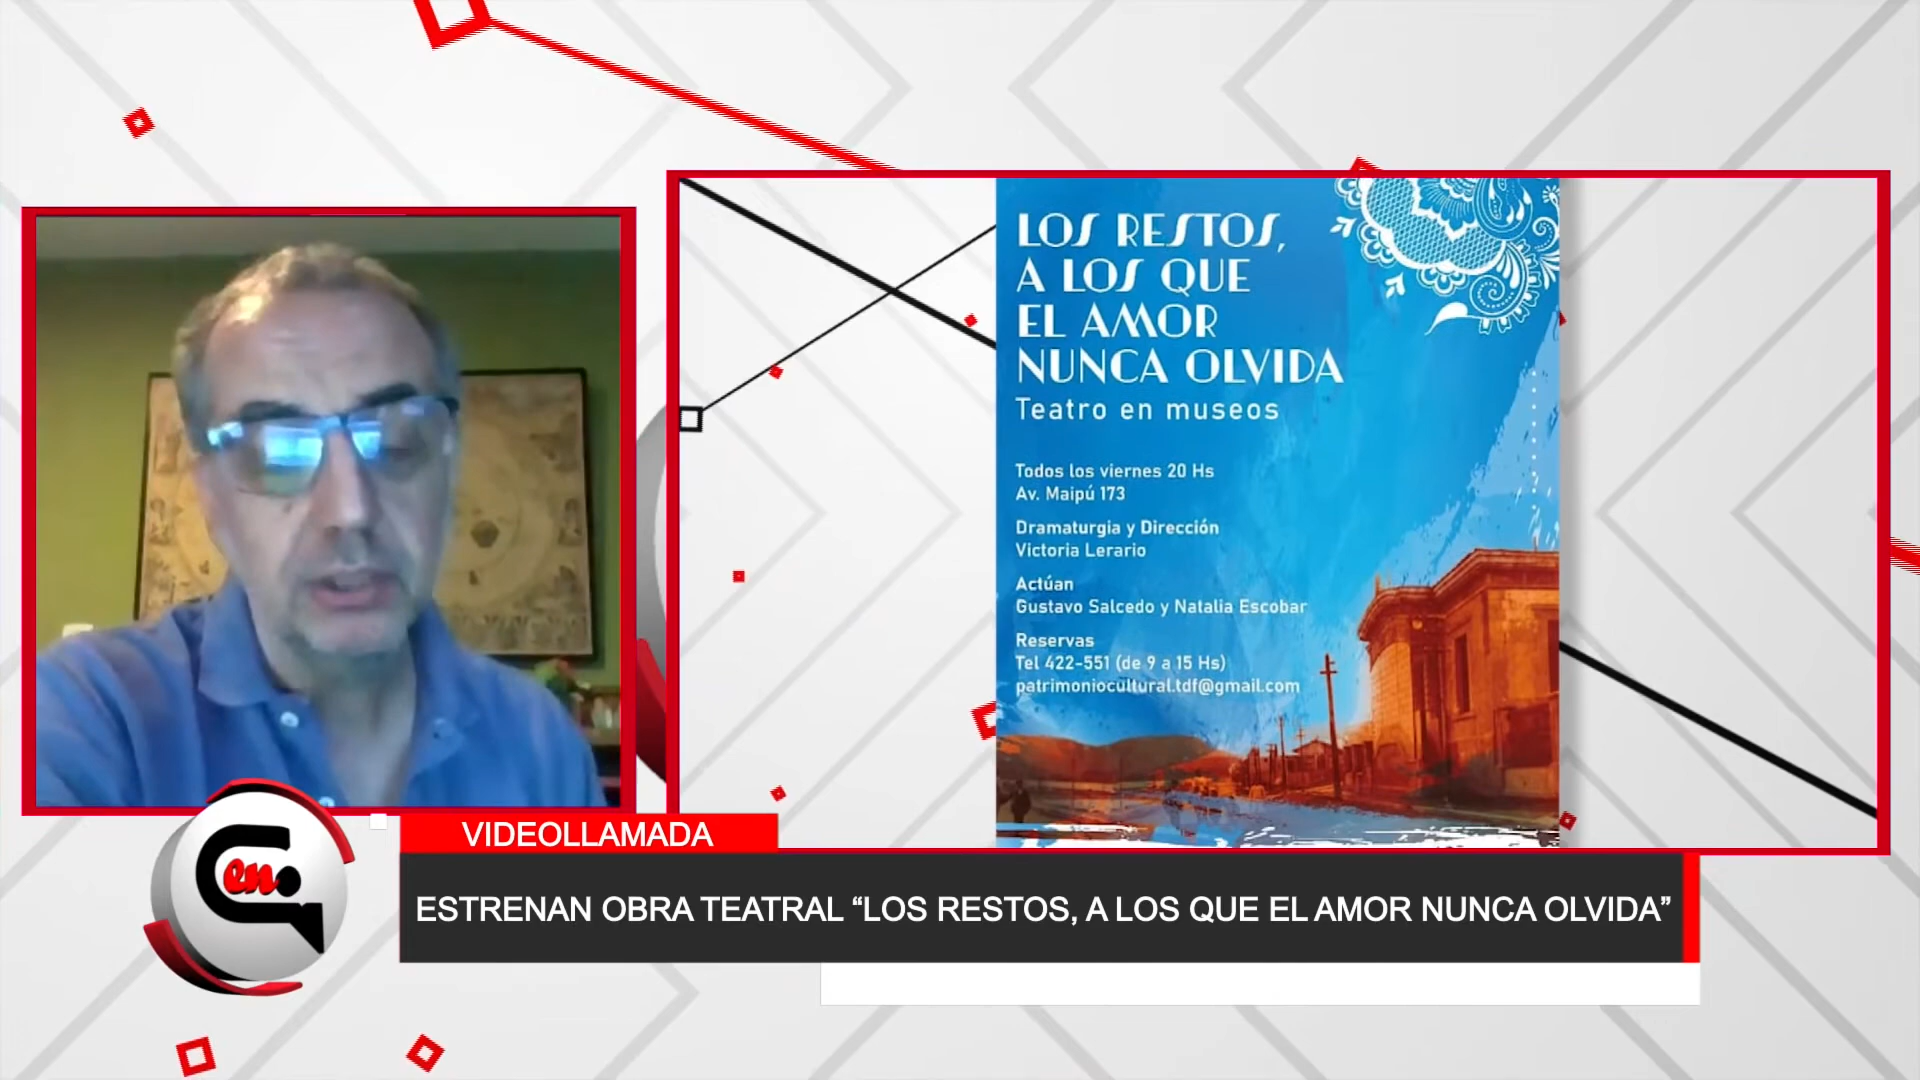 LOS RESTOS,
A LOS QUE
EL AMOR
NUNCA OLVIDA
Teatro en museos
Todos los viernes 20 Hs
Av. Maipú 173
Dramaturgia y Dirección
Victoria Lerario
Actúan
Gustavo Salcedo y Natalia Escobar
Reservas
Tel 422-551 (de 9 a 15 Hs)
patrimoniocultural.tdf@gmail.com
en
VIDEOLLAMADA
ESTRENAN OBRA TEATRAL “LOS RESTOS, A LOS QUE EL AMOR NUNCA OLVIDA”